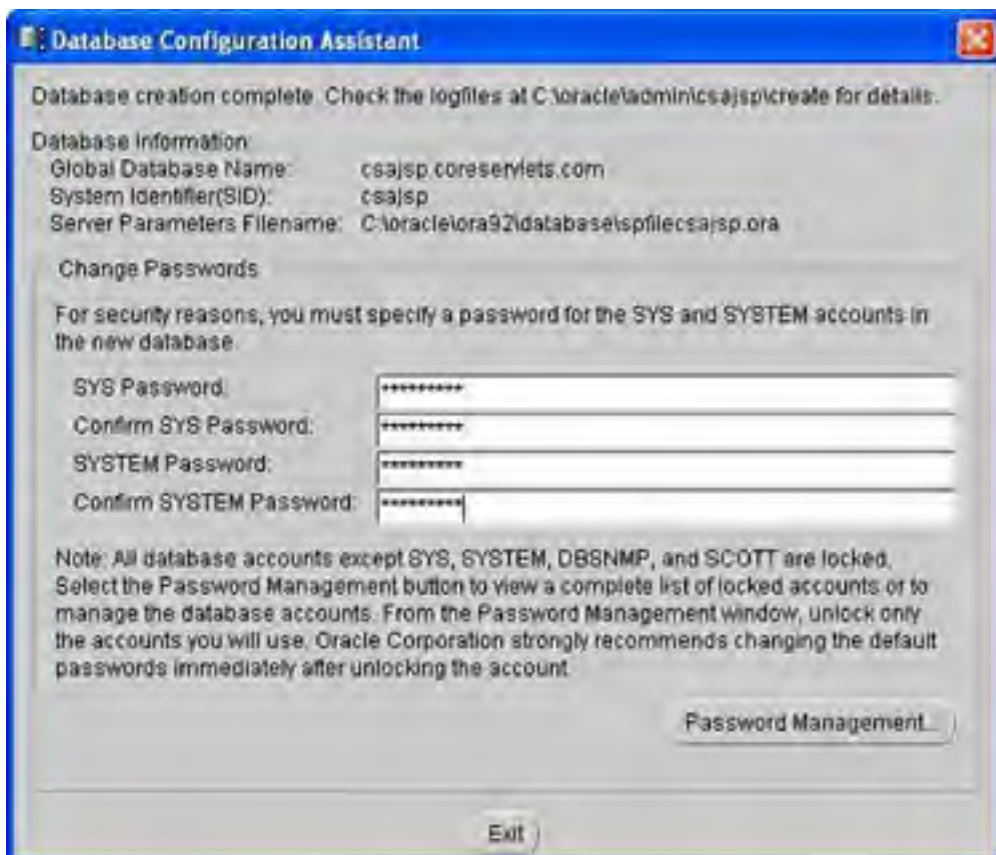 Database Configuration Assistant
Database creation complete. Check the logfiles at C:\oracle\admin\csajsp\create for details.
Database Information:
Global Database Name: csajsp.coreservlets.com
System Identifier(SID): csajsp
Server Parameters Filename: C:\oracle\ora92\database\spfilecsajsp.ora
Change Passwords
For security reasons, you must specify a password for the SYS and SYSTEM accounts in
the new database.
SYS Password: *********
Confirm SYS Password: *********
SYSTEM Password: *********
Confirm SYSTEM Password: *********
Note: All database accounts except SYS, SYSTEM, DBSNMP, and SCOTT are locked.
Select the Password Management button to view a complete list of locked accounts or to
manage the database accounts. From the Password Management window, unlock only
the accounts you will use. Oracle Corporation strongly recommends changing the default
passwords immediately after unlocking the account.
Password Management...
Exit